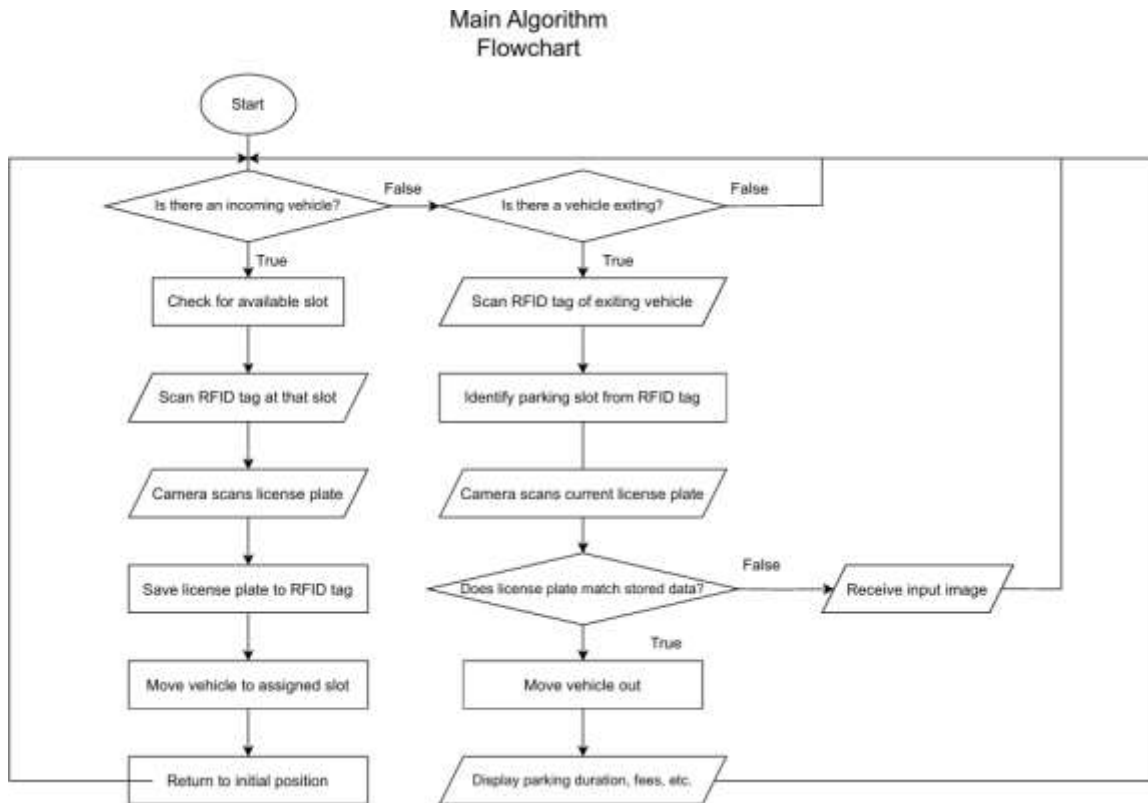 Main Algorithm
Flowchart
Start
Is there an incoming vehicle?
False
Is there a vehicle exiting?
False
True
True
Check for available slot
Scan RFID tag of exiting vehicle
Scan RFID tag at that slot
Identify parking slot from RFID tag
Camera scans license plate
Camera scans current license plate
Save license plate to RFID tag
Does license plate match stored data?
False
Receive input image
True
Move vehicle to assigned slot
Move vehicle out
Return to initial position
Display parking duration, fees, etc.